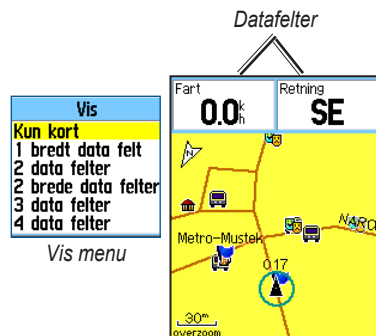 Datafelter
Fart
Retning
0.0 k h
SE
Vis
Kun kort
1 bredt data felt
2 data felter
2 brede data felter
3 data felter
4 data felter
Vis menu
Metro-Mustek
0.17
30m
overzoom